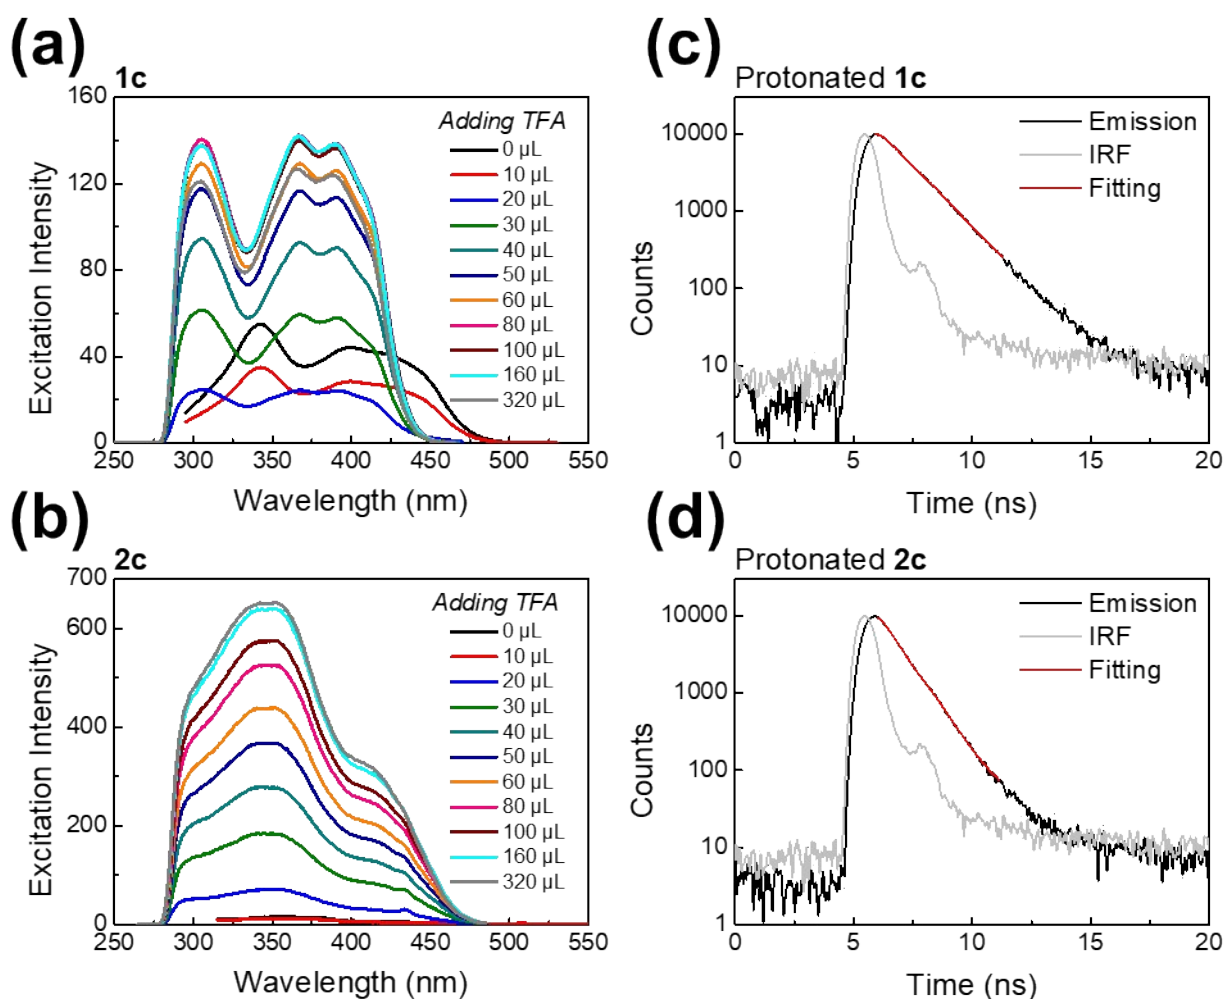 (a)
1c
160
120
80
40
0
250 300 350 400 450 500 550
Excitation Intensity
Wavelength (nm)
Adding TFA
0 µL
10 µL
20 µL
30 µL
40 µL
50 µL
60 µL
80 µL
100 µL
160 µL
320 µL
(c)
Protonated 1c
10000
1000
100
10
1
0 5 10 15 20
Counts
Time (ns)
Emission
IRF
Fitting
(b)
2c
700
600
400
200
0
250 300 350 400 450 500 550
Excitation Intensity
Wavelength (nm)
Adding TFA
0 µL
10 µL
20 µL
30 µL
40 µL
50 µL
60 µL
80 µL
100 µL
160 µL
320 µL
(d)
Protonated 2c
10000
1000
100
10
1
0 5 10 15 20
Counts
Time (ns)
Emission
IRF
Fitting